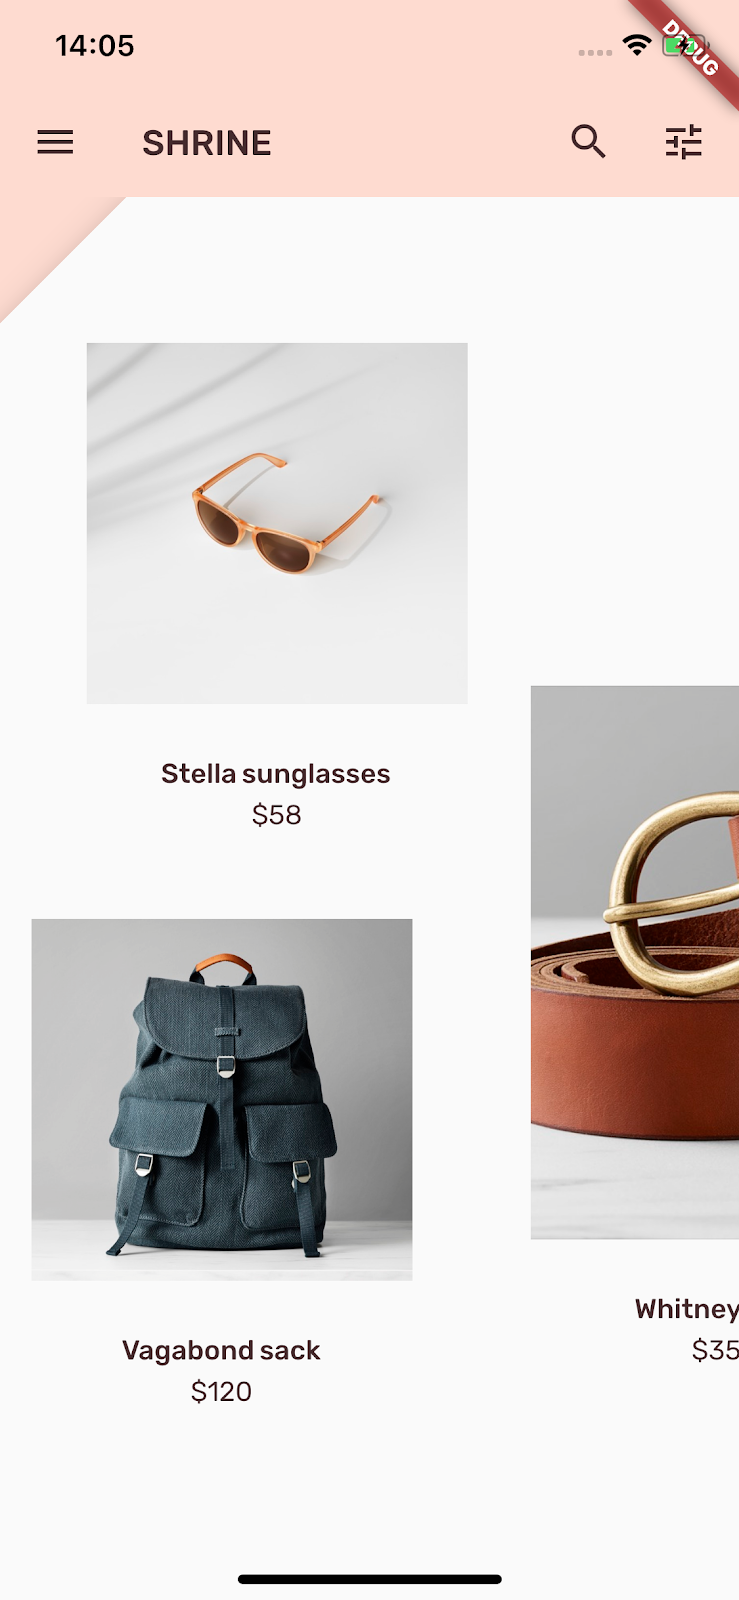 14:05
DEBUG
SHRINE
Stella sunglasses
$58
Whitney
$35
Vagabond sack
$120